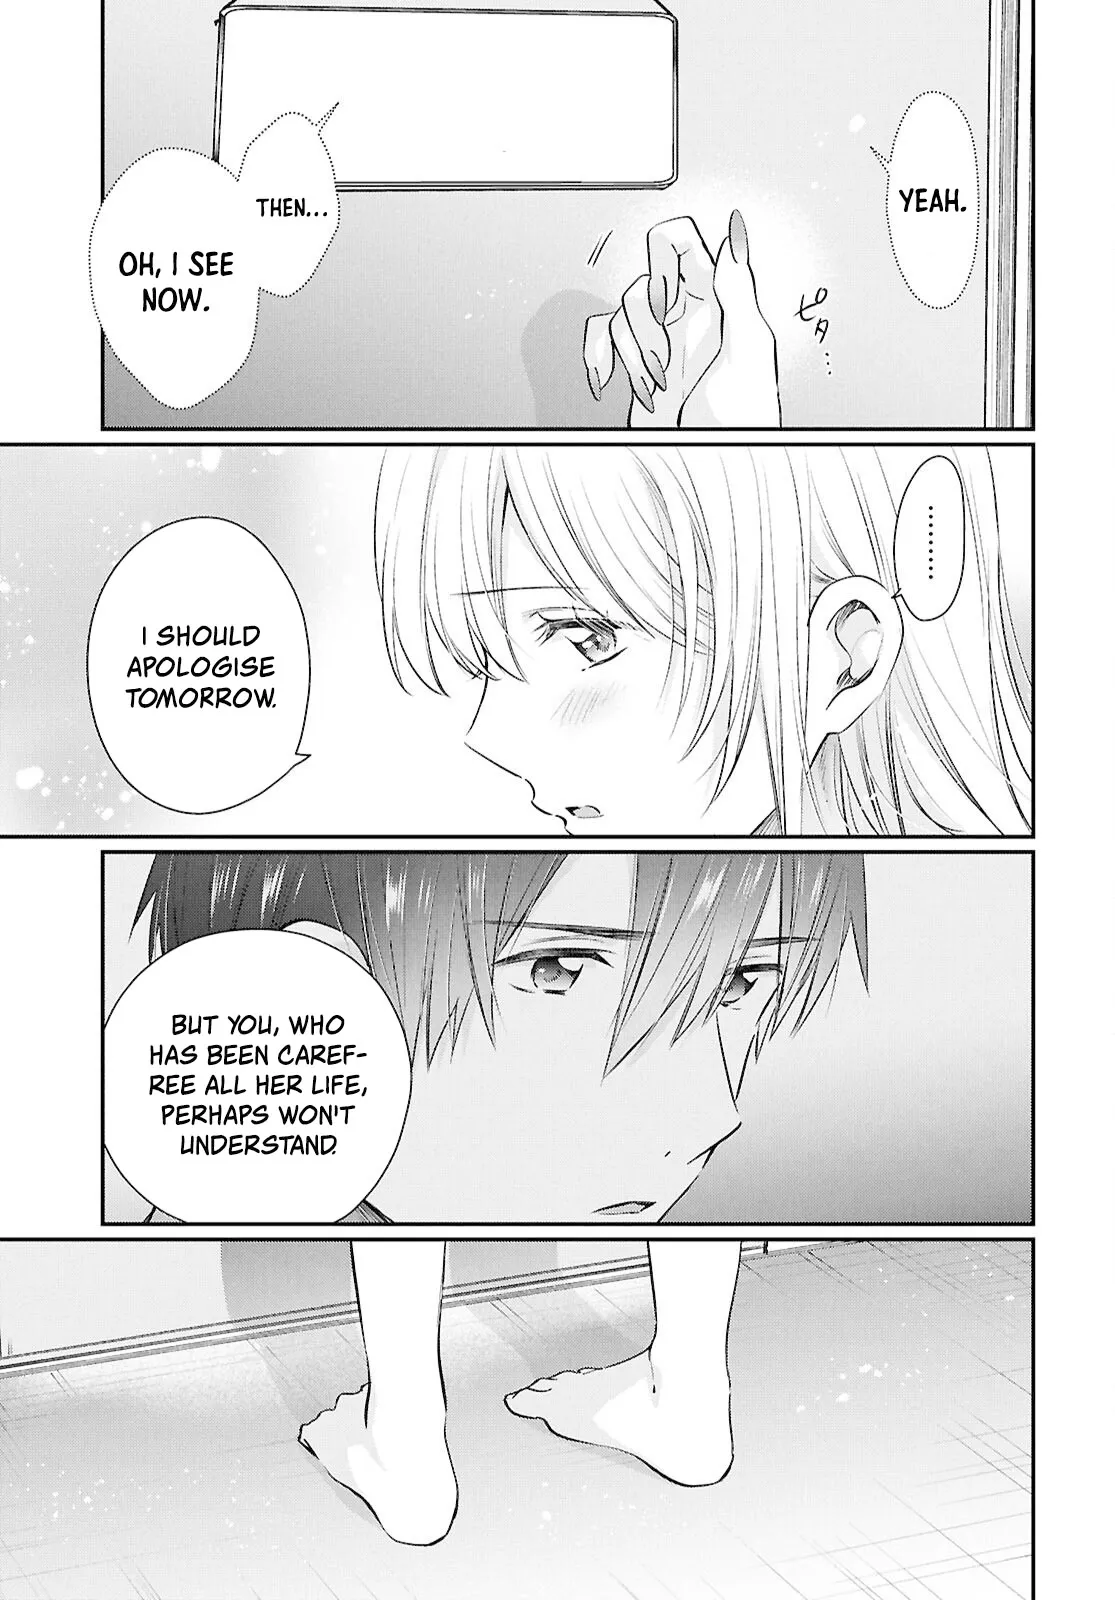 YEAH.
ピタ…
THEN...
OH, I SEE
NOW.
.........
I SHOULD
APOLOGISE
TOMORROW.
BUT YOU, WHO
HAS BEEN CAREF-
REE ALL HER LIFE,
PERHAPS WON'T
UNDERSTAND.